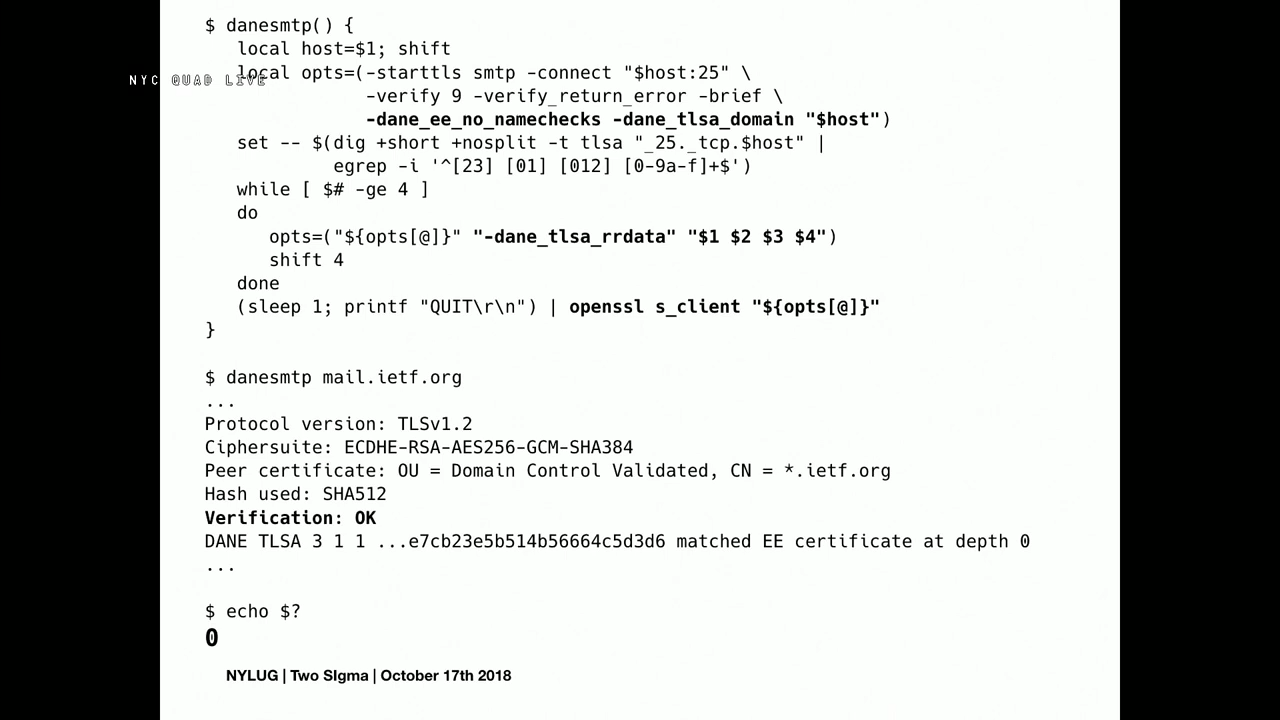 $ danesmtp() {
   local host=$1; shift
NYC QUAD LIVE
   local opts=(-starttls smtp -connect "$host:25" \
               -verify 9 -verify_return_error -brief \
               -dane_ee_no_namechecks -dane_tlsa_domain "$host")
   set -- $(dig +short +nosplit -t tlsa "_25._tcp.$host" |
            egrep -i '^[23] [01] [012] [0-9a-f]+$')
   while [ $# -ge 4 ]
   do
      opts=("${opts[@]}" "-dane_tlsa_rrdata" "$1 $2 $3 $4")
      shift 4
   done
   (sleep 1; printf "QUIT\r\n") | openssl s_client "${opts[@]}"
}
$ danesmtp mail.ietf.org
...
Protocol version: TLSv1.2
Ciphersuite: ECDHE-RSA-AES256-GCM-SHA384
Peer certificate: OU = Domain Control Validated, CN = *.ietf.org
Hash used: SHA512
Verification: OK
DANE TLSA 3 1 1 ...e7cb23e5b514b56664c5d3d6 matched EE certificate at depth 0
...
$ echo $?
0
NYLUG | Two SIgma | October 17th 2018